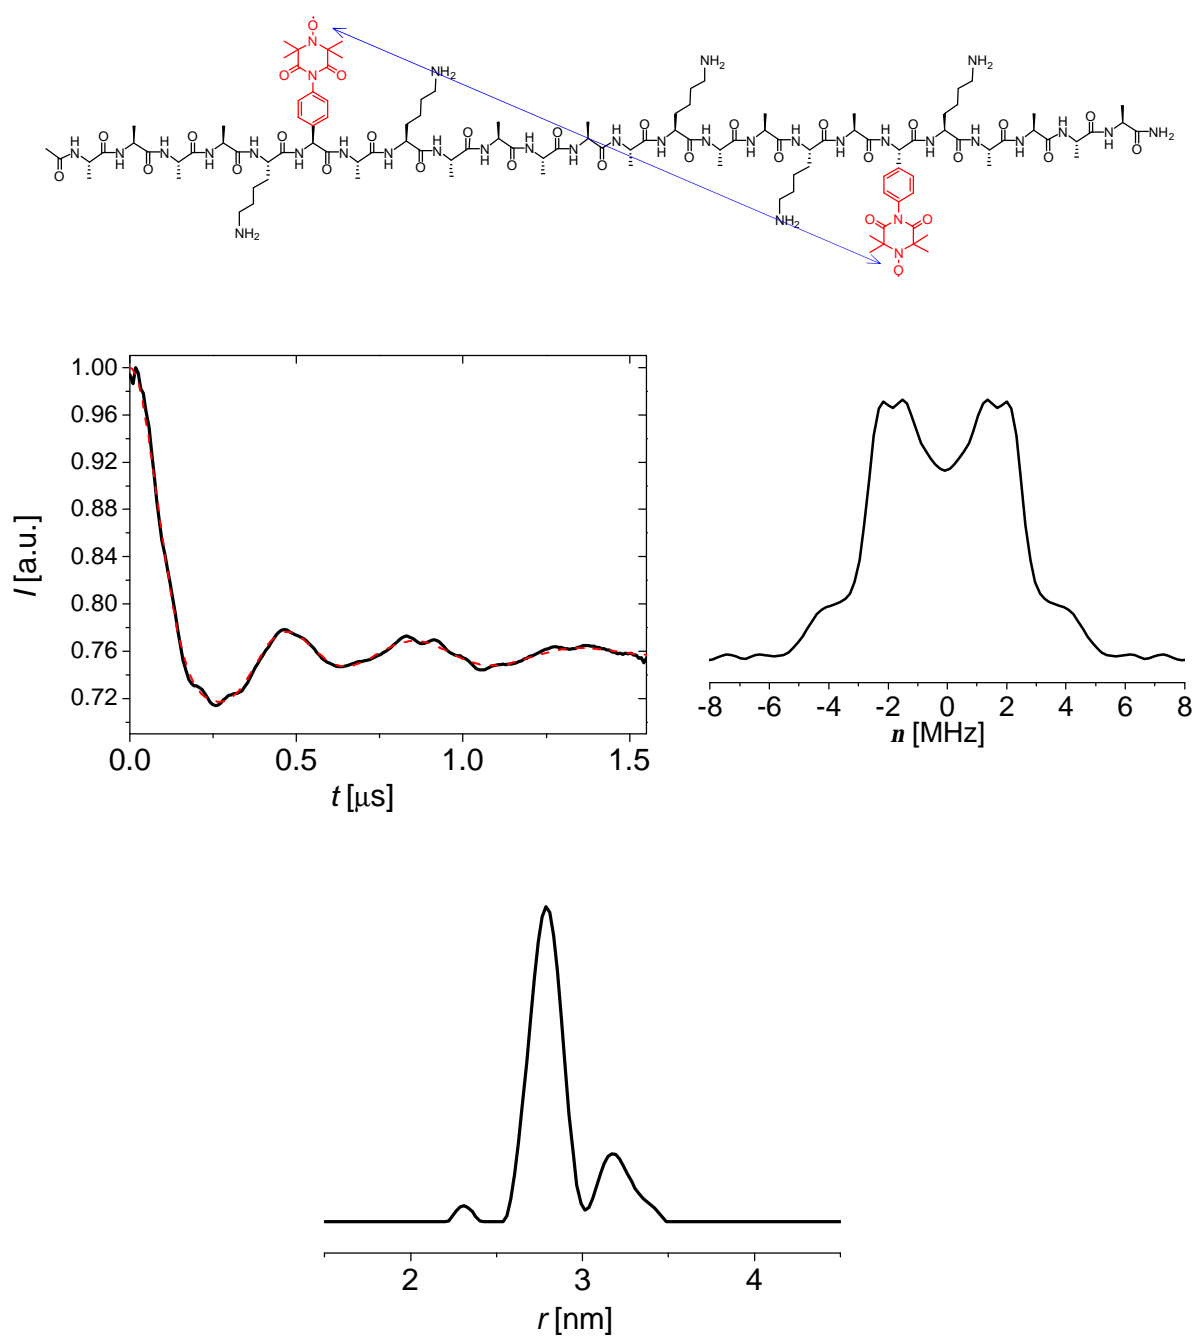 O
N
O N O
NH2 NH2 NH2
O O O O O O O O O O O O
H H H H H H H H H H H H
N N N N N N N N N N N N N N N N N N N N N N N N NH2
H H H H H H H H H H H H
O O O O O O O O O O O O O
NH2 NH2
O N O
N
O
1.00
0.96
0.92
0.88
0.84
0.80
0.76
0.72
I [a.u.]
0.0 0.5 1.0 1.5
t [μs]
-8 -6 -4 -2 0 2 4 6 8
n [MHz]
2 3 4
r [nm]